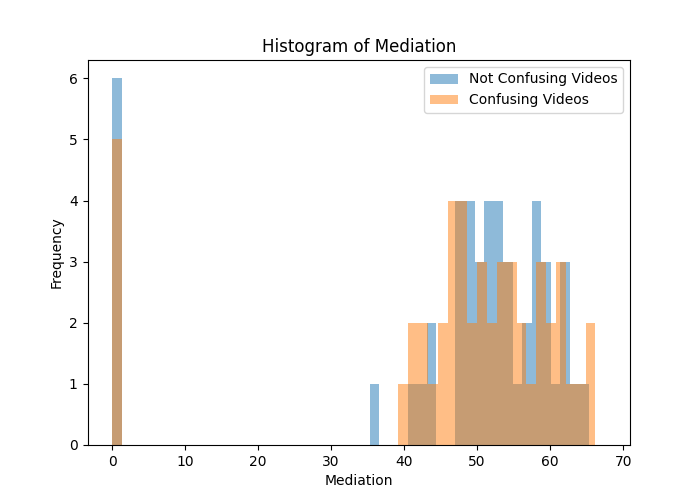 Histogram of Mediation
Not Confusing Videos
Confusing Videos
6
5
4
3
2
1
0
Frequency
0 10 20 30 40 50 60 70
Mediation